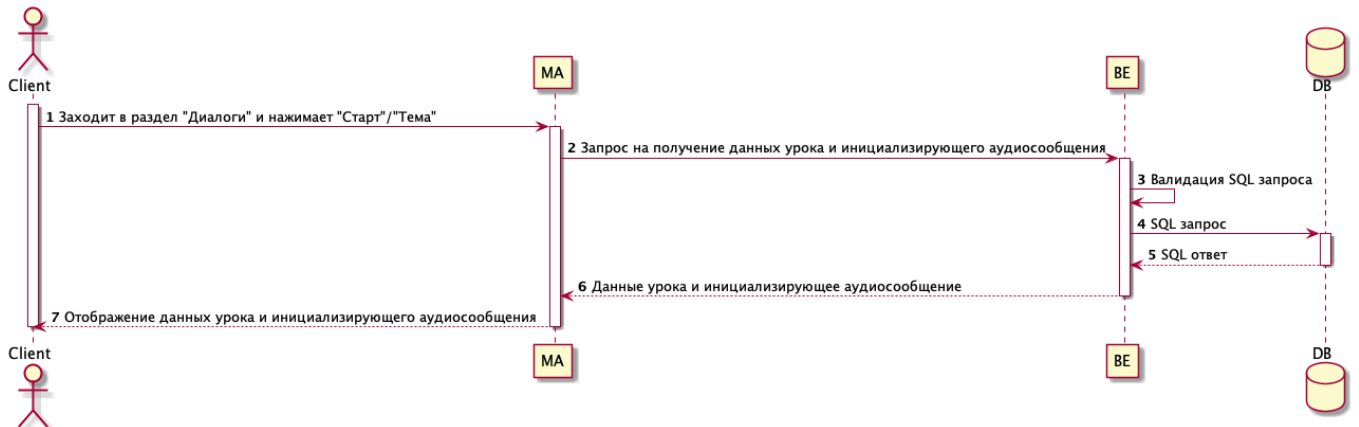 Client
MA
BE
DB
1 Заходит в раздел "Диалоги" и нажимает "Старт"/"Тема"
2 Запрос на получение данных урока и инициализирующего аудиосообщения
3 Валидация SQL запроса
4 SQL запрос
5 SQL ответ
6 Данные урока и инициализирующее аудиосообщение
7 Отображение данных урока и инициализирующего аудиосообщения
Client
MA
BE
DB